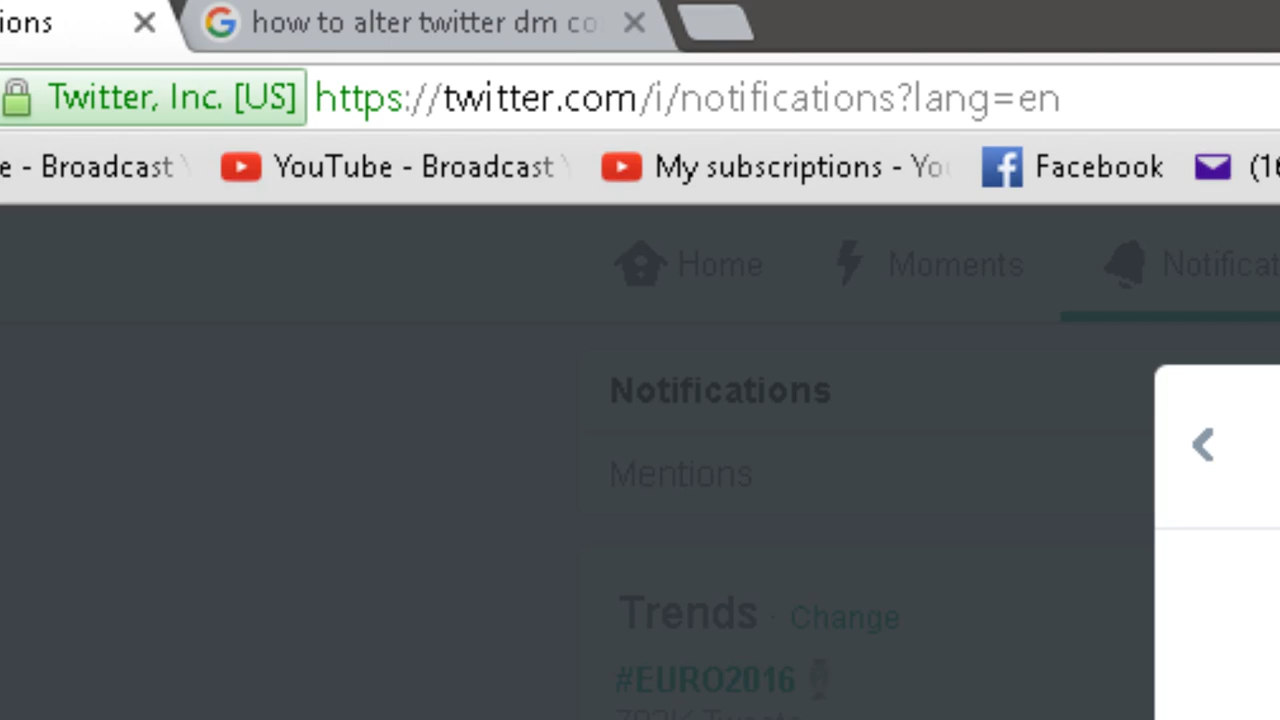 ions how to alter twitter dm co
Twitter, Inc. [US] https://twitter.com/i/notifications?lang=en
e - Broadcast YouTube - Broadcast My subscriptions - Yo Facebook (16
Home Moments Notificat
Notifications
Mentions
Trends · Change
#EURO2016